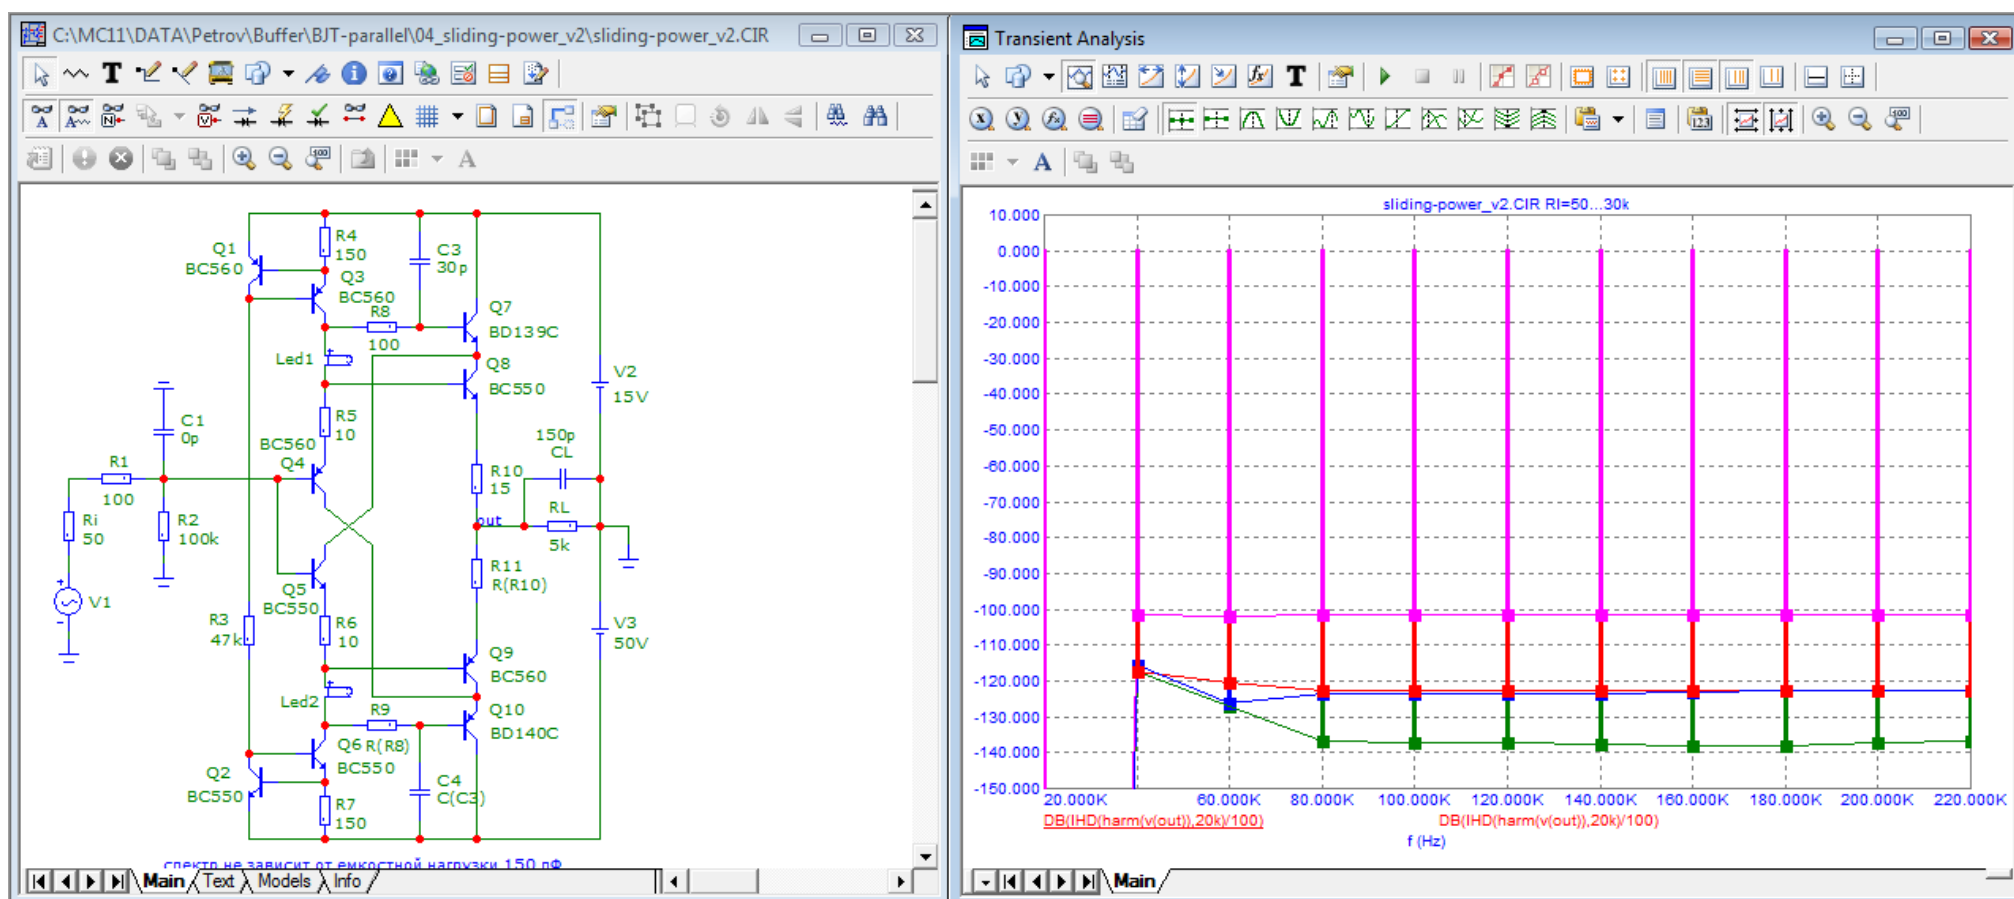 C:\MC11\DATA\Petrov\Buffer\BJT-parallel\04_sliding-power_v2\sliding-power_v2.CIR
R4
150
Q1
BC560
C3
30p
Q3
BC560
R8
100
Q7
BD139C
Led1
Q8
BC550
V2
15V
C1
0p
R5
10
BC560
Q4
150p
CL
R1
100
R10
15
RL
5k
out
Ri
50
R2
100k
R11
R(R10)
Q5
BC550
V1
R3
47k
R6
10
V3
50V
Q9
BC560
Led2
R9
Q10
BD140C
Q6 R(R8)
BC550
Q2
BC550
C4
C(C3)
R7
150
спектр не зависит от емкостной нагрузки 150 пФ
Main Text Models Info
Transient Analysis
sliding-power_v2.CIR RI=50...30k
10.000
0.000
-10.000
-20.000
-30.000
-40.000
-50.000
-60.000
-70.000
-80.000
-90.000
-100.000
-110.000
-120.000
-130.000
-140.000
-150.000
20.000K 60.000K 80.000K 100.000K 120.000K 140.000K 160.000K 180.000K 200.000K 220.000K
DB(IHD(harm(v(out)),20k)/100) DB(IHD(harm(v(out)),20k)/100)
f (Hz)
Main